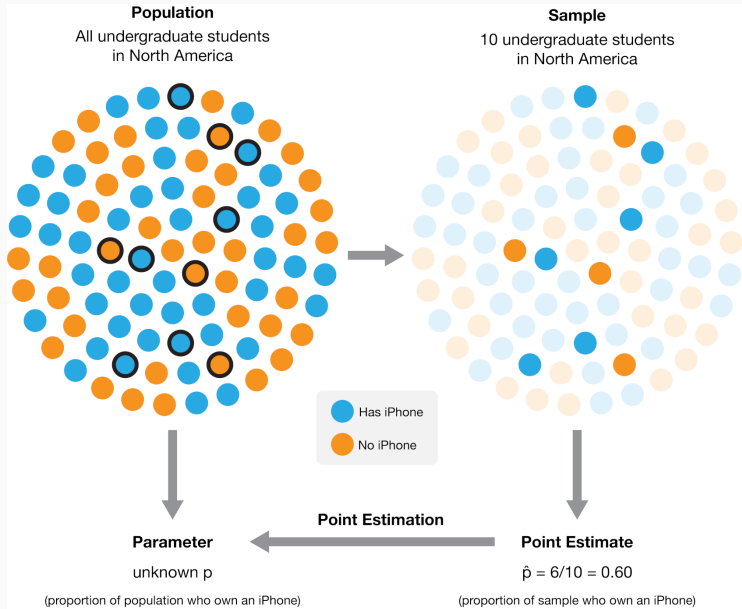 Population
All undergraduate students
in North America
Sample
10 undergraduate students
in North America
Has iPhone
No iPhone
Point Estimation
Parameter
unknown p
(proportion of population who own an iPhone)
Point Estimate
p̂ = 6/10 = 0.60
(proportion of sample who own an iPhone)